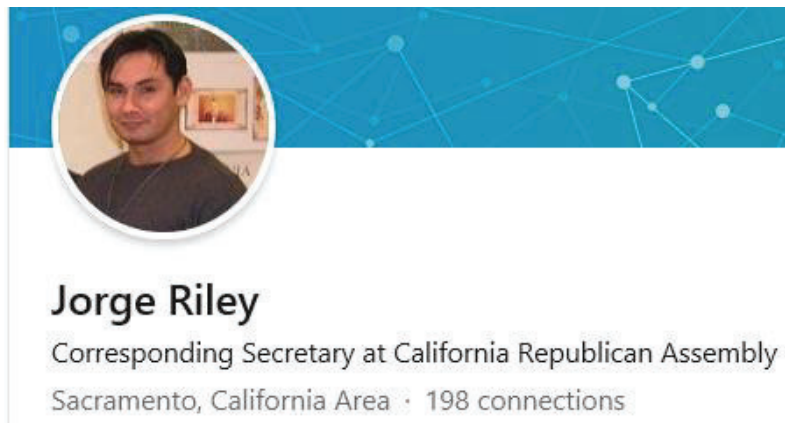 Jorge Riley
Corresponding Secretary at California Republican Assembly
Sacramento, California Area · 198 connections